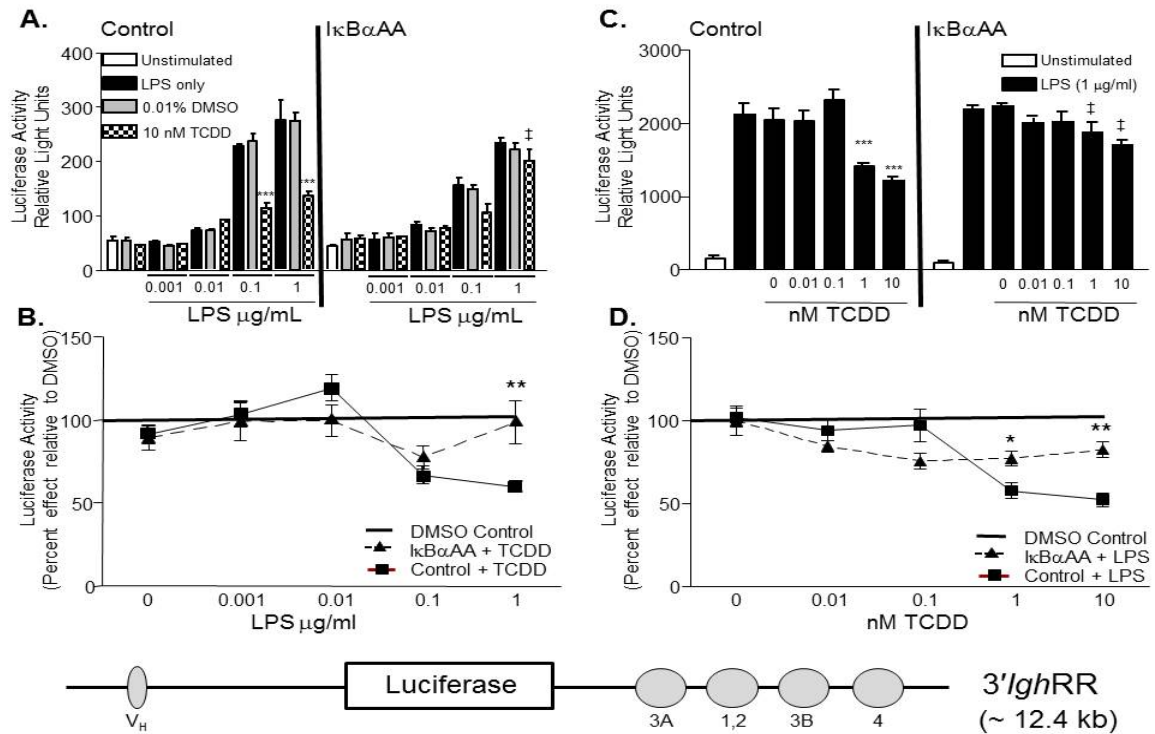 A.
Control
IκBαAA
Luciferase Activity
Relative Light Units
400
300
200
100
0
Unstimulated
LPS only
0.01% DMSO
10 nM TCDD
***
***
‡
0.001 0.01 0.1 1
LPS μg/mL
0.001 0.01 0.1 1
LPS μg/mL
C.
Control
IκBαAA
Luciferase Activity
Relative Light Units
3000
2000
1000
0
Unstimulated
LPS (1 μg/ml)
***
***
‡
‡
0 0.01 0.1 1 10
nM TCDD
0 0.01 0.1 1 10
nM TCDD
B.
Luciferase Activity
(Percent effect relative to DMSO)
150
100
50
0
**
DMSO Control
IκBαAA + TCDD
Control + TCDD
0 0.001 0.01 0.1 1
LPS μg/ml
D.
Luciferase Activity
(Percent effect relative to DMSO)
150
100
50
0
*
**
DMSO Control
IκBαAA + LPS
Control + LPS
0 0.01 0.1 1 10
nM TCDD
Luciferase
VH
3A
1,2
3B
4
3'IghRR
(~ 12.4 kb)